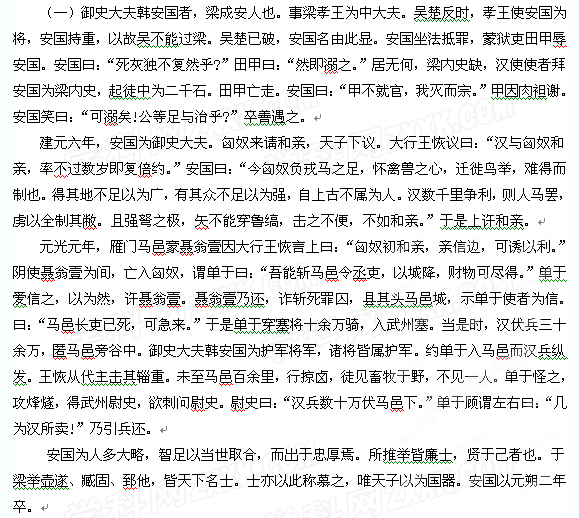 （一）御史大夫韩安国者，梁成安人也。事梁孝王为中大夫。吴楚反时，孝王使安国为
将，安国持重，以故吴不能过梁。吴楚已破，安国名由此显。安国坐法抵罪，蒙狱吏田甲辱
安国。安国曰：“死灰独不复然乎？”田甲曰：“然即溺之。”居无何，梁内史缺，汉使使者拜
安国为梁内史，起徒中为二千石。田甲亡走。安国曰：“甲不就官，我灭而宗。”甲因肉袒谢。
安国笑曰：“可溺矣！公等足与治乎？”卒善遇之。
建元六年，安国为御史大夫。匈奴来请和亲，天子下议。大行王恢议曰：“汉与匈奴和
亲，率不过数岁即复倍约。”安国曰：“今匈奴负戎马之足，怀禽兽之心，迁徙鸟举，难得而
制也。得其地不足以为广，有其众不足以为强，自上古不属为人。汉数千里争利，则人马罢，
虏以全制其敝。且强弩之极，矢不能穿鲁缟，击之不便，不如和亲。”于是上许和亲。
元光元年，雁门马邑豪聂翁壹因大行王恢言上曰：“匈奴初和亲，亲信边，可诱以利。”
阴使聂翁壹为间，亡入匈奴，谓单于曰：“吾能斩马邑令丞吏，以城降，财物可尽得。”单于
爱信之，以为然，许聂翁壹。聂翁壹乃还，诈斩死罪囚，县其头马邑城，示单于使者为信。
曰：“马邑长吏已死，可急来。”于是单于穿塞将十余万骑，入武州塞。当是时，汉伏兵三十
余万，匿马邑旁谷中。御史大夫韩安国为护军将军，诸将皆属护军。约单于入马邑而汉兵纵
发。王恢从代主击其辎重。未至马邑百余里，行掠卤，徒见畜牧于野，不见一人。单于怪之，
攻烽燧，得武州尉史，欲刺问尉史。尉史曰：“汉兵数十万伏马邑下。”单于顾谓左右曰：“几
为汉所卖！”乃引兵还。
安国为人多大略，智足以当世取合，而出于忠厚焉。所推举皆廉士，贤于己者也。于
梁举壶遂、臧固、郅他，皆天下名士。士亦以此称慕之，唯天子以为国器。安国以元朔二年
卒。